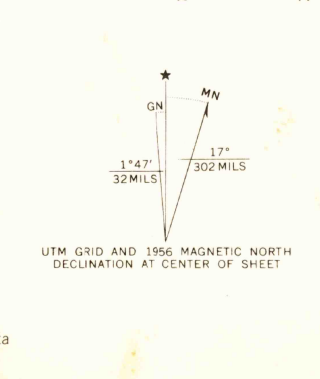 MN
GN
1°47'
32 MILS
17°
302 MILS
UTM GRID AND 1956 MAGNETIC NORTH
DECLINATION AT CENTER OF SHEET